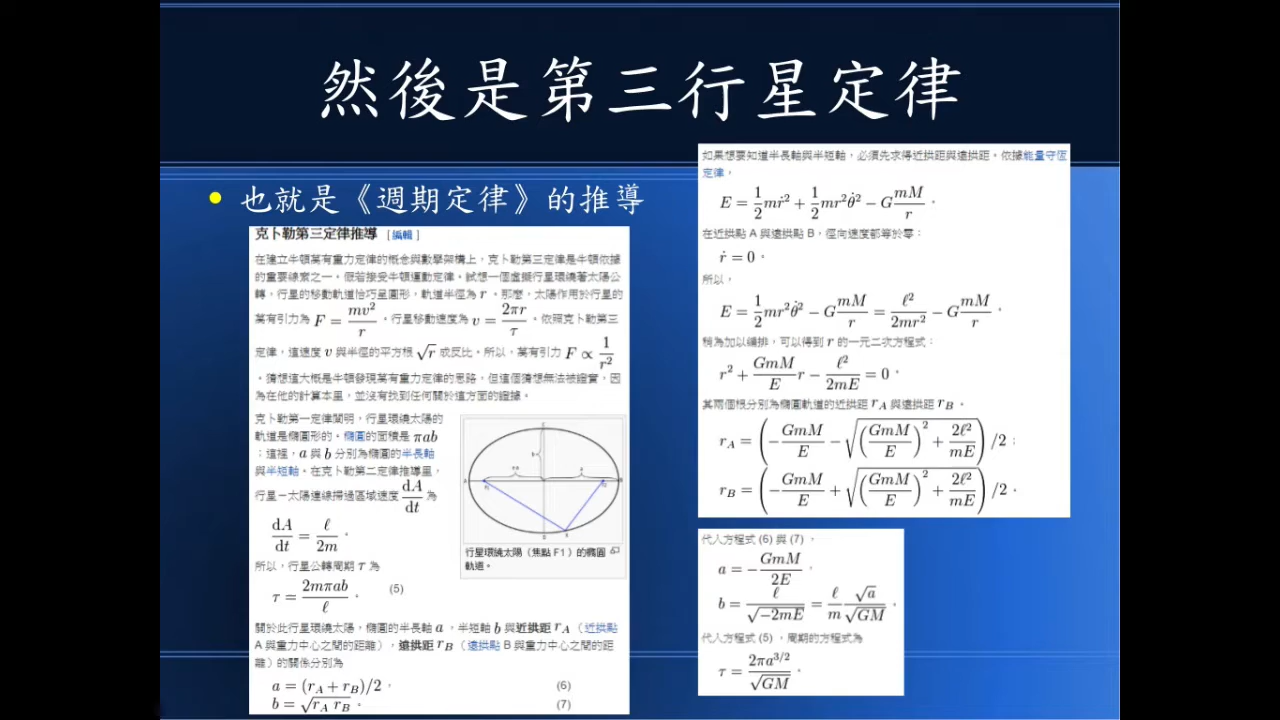 然後是第三行星定律
• 也就是《週期定律》的推導
克卜勒第三定律推導 [編輯]
在建立牛頓萬有重力定律的概念與數學架構上，克卜勒第三定律是牛頓依據
的重要線索之一。假若接受牛頓運動定律。試想一個虛擬行星環繞著太陽公
轉，行星的移動軌道恰巧呈圓形，軌道半徑為 r 。那麼，太陽作用於行星的
萬有引力為 F = mv²/r 。行星移動速度為 v = 2πr/τ 。依照克卜勒第三
定律，這速度 v 與半徑的平方根 √r 成反比。所以，萬有引力 F ∝ 1/r²
。猜想這大概是牛頓發現萬有重力定律的思路，但這個猜想無法被證實，因
為在他的計算本里，並沒有找到任何關於這方面的證據。
克卜勒第一定律闡明，行星環繞太陽的
軌道是橢圓形的。橢圓的面積是 πab
；這裡，a 與 b 分別為橢圓的半長軸
與半短軸。在克卜勒第二定律推導里，
行星－太陽連線掃過區域速度 dA/dt 為
dA/dt = ℓ/2m 。
所以，行星公轉周期 τ 為
τ = 2mπab/ℓ 。 (5)
行星環繞太陽（焦點 F1）的橢圓
軌道。
關於此行星環繞太陽，橢圓的半長軸 a ，半短軸 b 與近拱距 r_A（近拱點
A 與重力中心之間的距離），遠拱距 r_B（遠拱點 B 與重力中心之間的距
離）的關係分別為
a = (r_A + r_B)/2 ， (6)
b = √(r_A r_B) 。 (7)
如果想要知道半長軸與半短軸，必須先求得近拱距與遠拱距。依據能量守恆
定律，
E = 1/2 mṙ² + 1/2 mr²θ̇² − G mM/r 。
在近拱點 A 與遠拱點 B，徑向速度都等於零：
ṙ = 0 。
所以，
E = 1/2 mr²θ̇² − G mM/r = ℓ²/2mr² − G mM/r 。
稍為加以編排，可以得到 r 的一元二次方程式：
r² + GmM/E r − ℓ²/2mE = 0 。
其兩個根分別為橢圓軌道的近拱距 r_A 與遠拱距 r_B 。
r_A = (−GmM/E − √((GmM/E)² + 2ℓ²/mE)) /2 ；
r_B = (−GmM/E + √((GmM/E)² + 2ℓ²/mE)) /2 。
代入方程式 (6) 與 (7) ，
a = −GmM/2E ，
b = ℓ/√(−2mE) = ℓ/m √a/√GM 。
代入方程式 (5) ，周期的方程式為
τ = 2πa^{3/2}/√GM 。